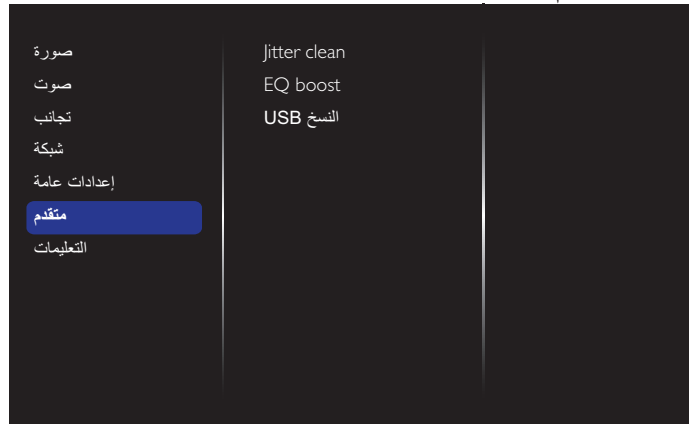 صورة
صوت
تجانب
شبكة
إعدادات عامة
متقدم
التعليمات
Jitter clean
EQ boost
النسخ USB